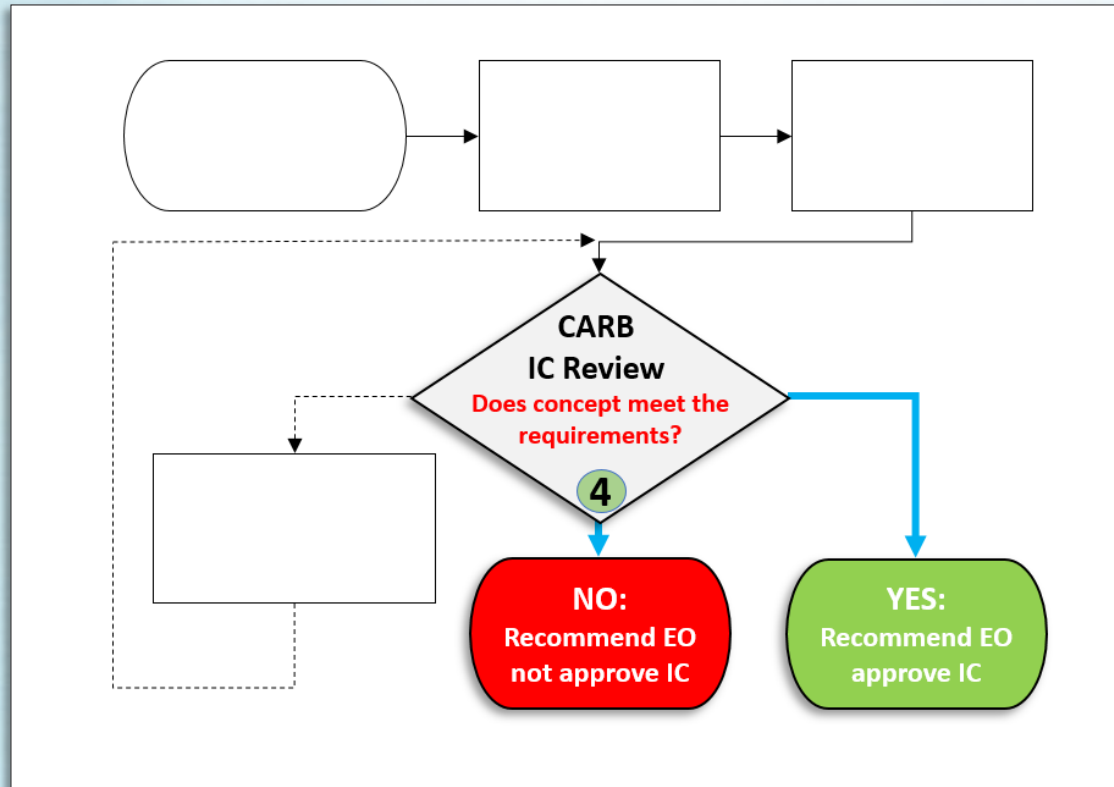 CARB
IC Review
Does concept meet the
requirements?
4
NO:
Recommend EO
not approve IC
YES:
Recommend EO
approve IC